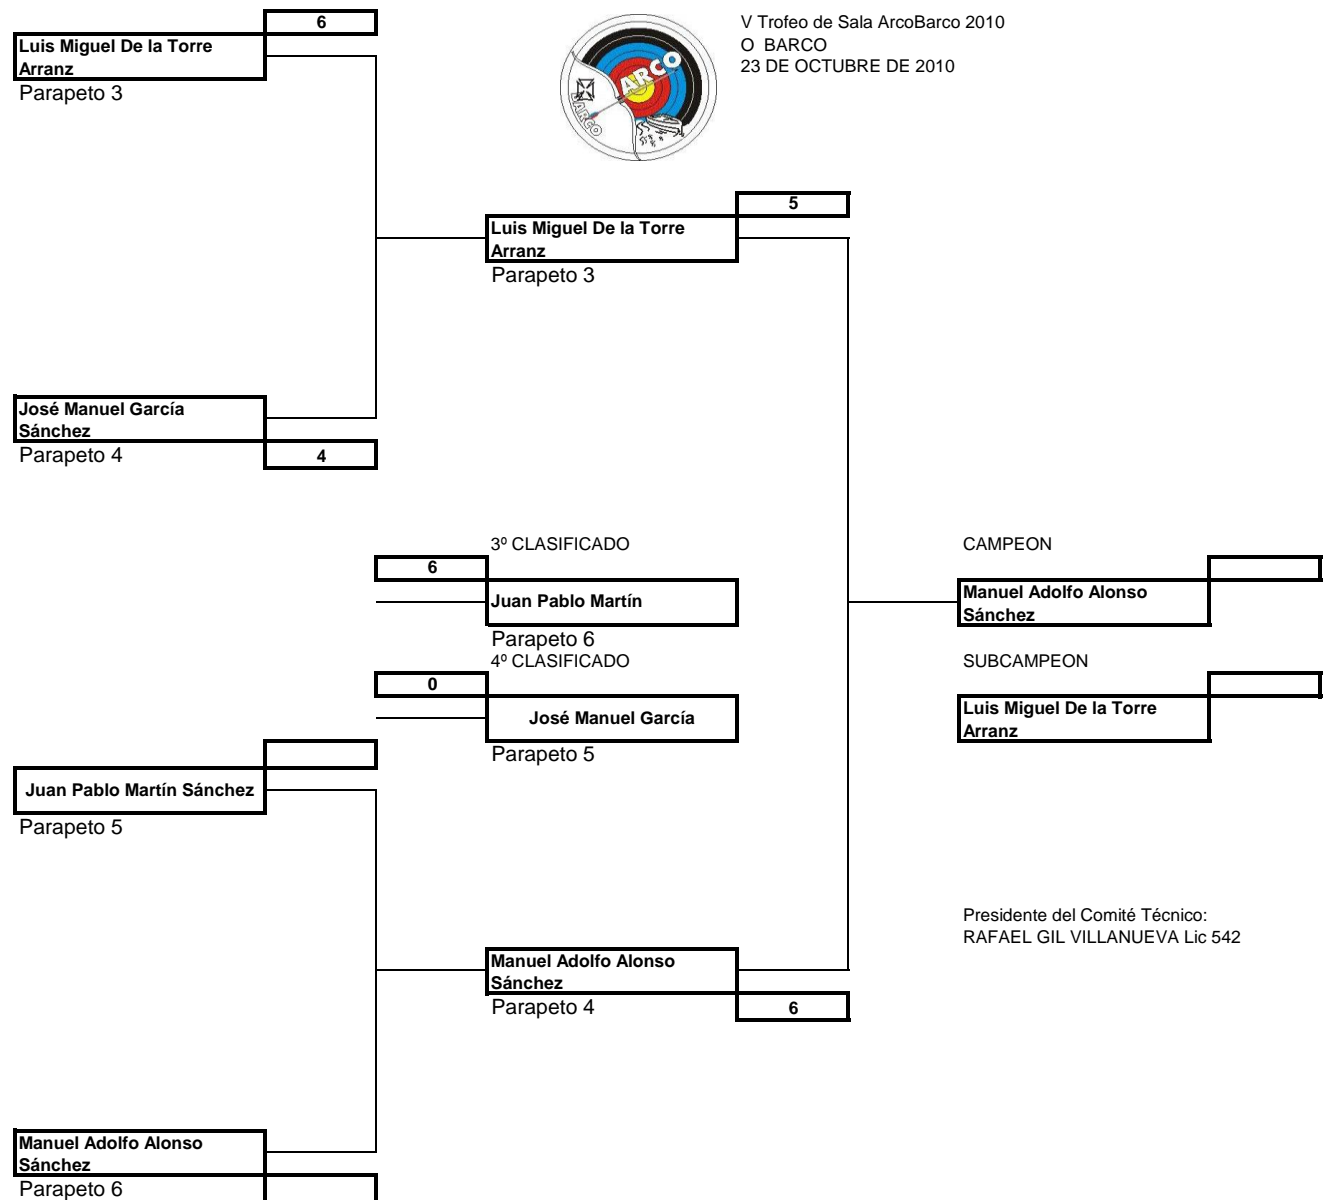 6
Luis Miguel De la Torre
Arranz
Parapeto 3
ARCO
BARCO
V Trofeo de Sala ArcoBarco 2010
O BARCO
23 DE OCTUBRE DE 2010
5
Luis Miguel De la Torre
Arranz
Parapeto 3
José Manuel García
Sánchez
Parapeto 4
4
3º CLASIFICADO
6
Juan Pablo Martín
Parapeto 6
4º CLASIFICADO
0
José Manuel García
Parapeto 5
CAMPEON
Manuel Adolfo Alonso
Sánchez
SUBCAMPEON
Luis Miguel De la Torre
Arranz
Juan Pablo Martín Sánchez
Parapeto 5
Presidente del Comité Técnico:
RAFAEL GIL VILLANUEVA Lic 542
Manuel Adolfo Alonso
Sánchez
Parapeto 4
6
Manuel Adolfo Alonso
Sánchez
Parapeto 6